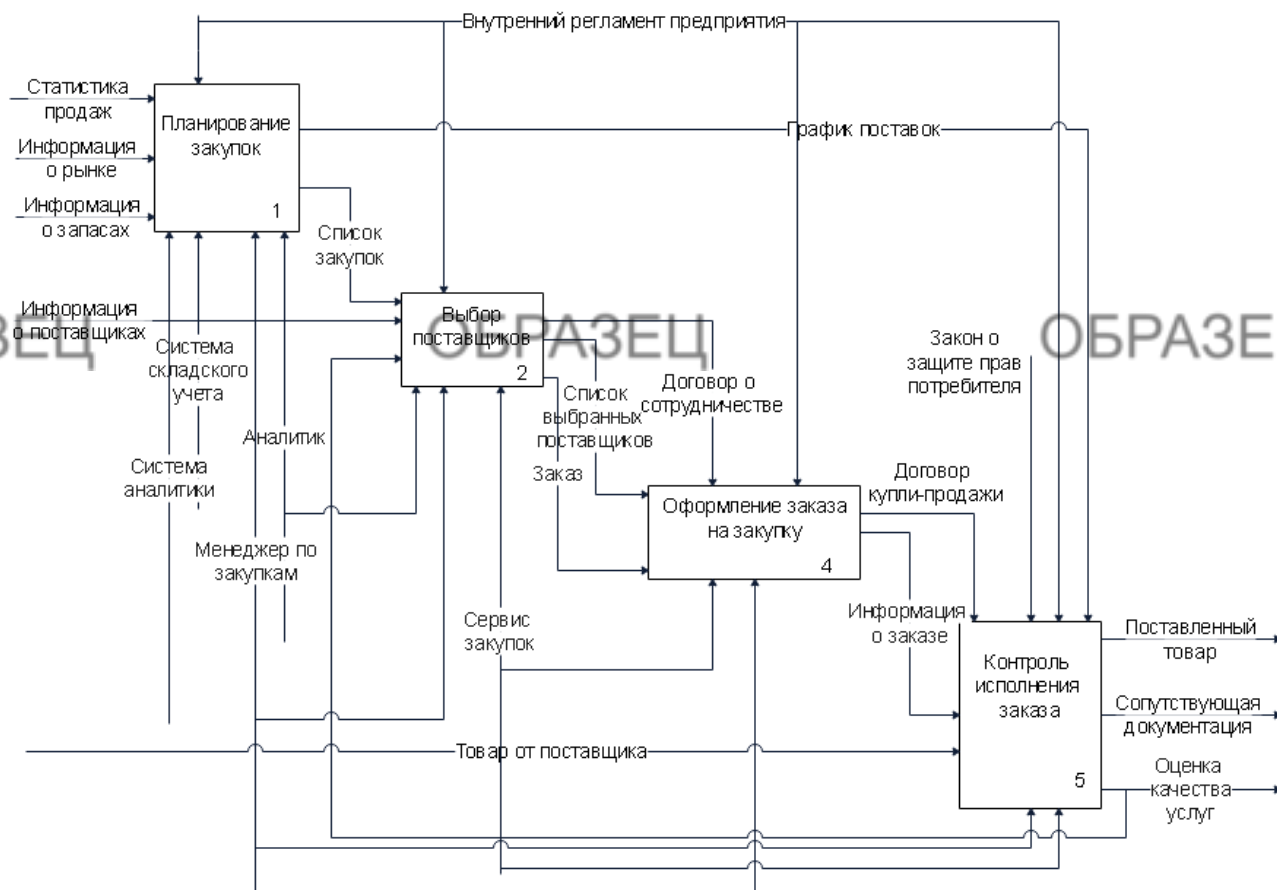 Внутренний регламент предприятия
Статистика
продаж
Планирование
закупок
1
График поставок
Информация
о рынке
Информация
о запасах
Список
закупок
Информация
о поставщиках
Выбор
поставщиков
2
ЗЕЦ
ОБРАЗЕЦ
ОБРАЗЕ
Система
складского
учета
Закон о
защите прав
потребителя
Договор о
сотрудничестве
Список
выбранных
поставщиков
Аналитик
Система
аналитики
Заказ
Договор
купли-продажи
Оформление заказа
на закупку
4
Менеджер по
закупкам
Сервис
закупок
Информация
о заказе
Контроль
исполнения
заказа
5
Поставленный
товар
Сопутствующая
документация
Товар от поставщика
Оценка
качества
услуг